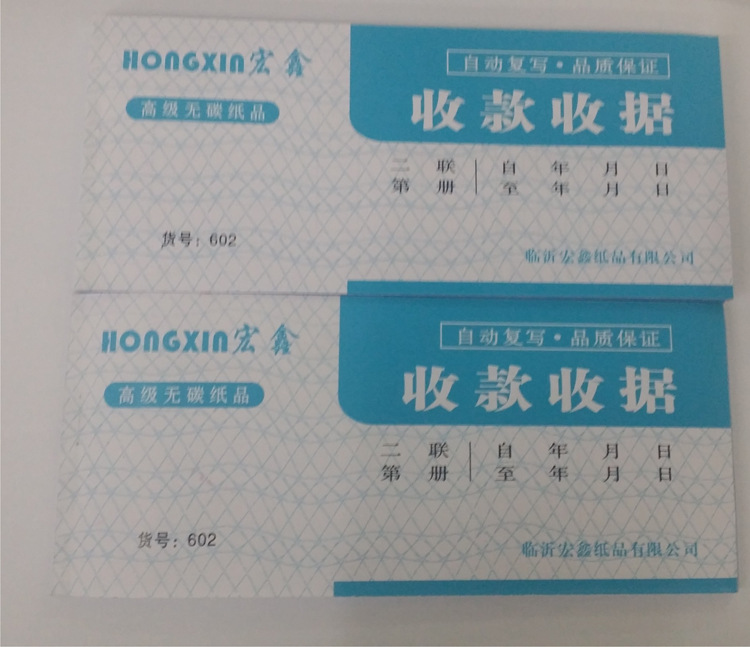 HONGXIN宏鑫
高级无碳纸品
自动复写·品质保证
收款收据
二联 自 年 月 日
第册 至 年 月 日
货号：602
临沂宏鑫纸品有限公司
HONGXIN宏鑫
高级无碳纸品
自动复写·品质保证
收款收据
二联 自 年 月 日
第册 至 年 月 日
货号：602
临沂宏鑫纸品有限公司